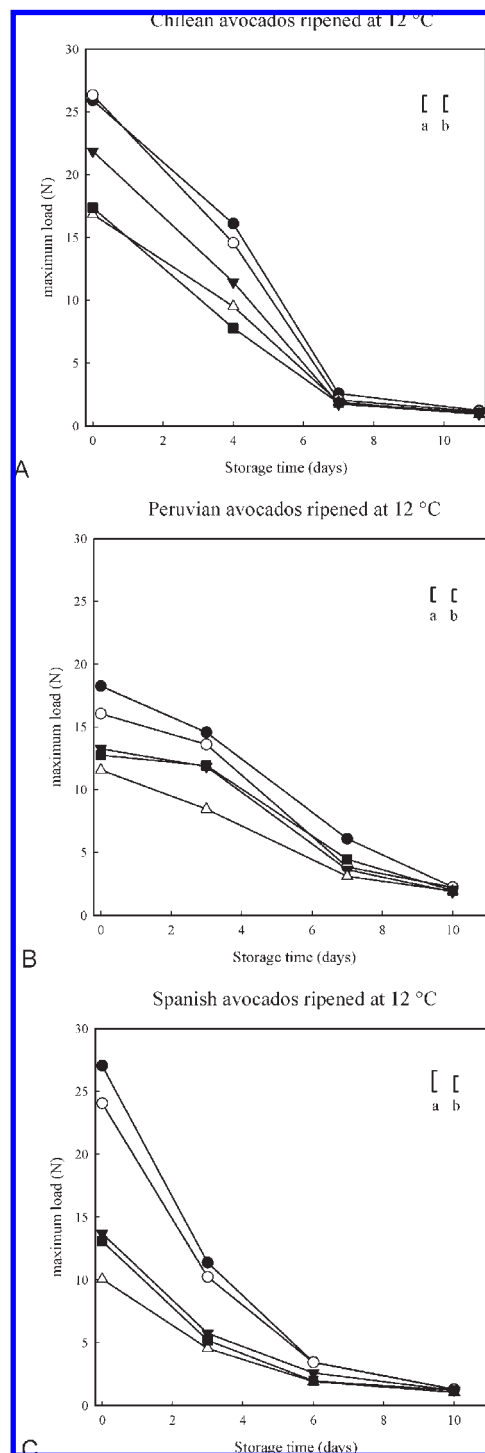 Chilean avocados ripened at 12 °C
30
25
20
15
10
5
0
maximum load (N)
a b
0 2 4 6 8 10
Storage time (days)
A
Peruvian avocados ripened at 12 °C
30
25
20
15
10
5
0
maximum load (N)
a b
0 2 4 6 8 10
Storage time (days)
B
Spanish avocados ripened at 12 °C
30
25
20
15
10
5
0
maximum load (N)
a b
0 2 4 6 8 10
Storage time (days)
C